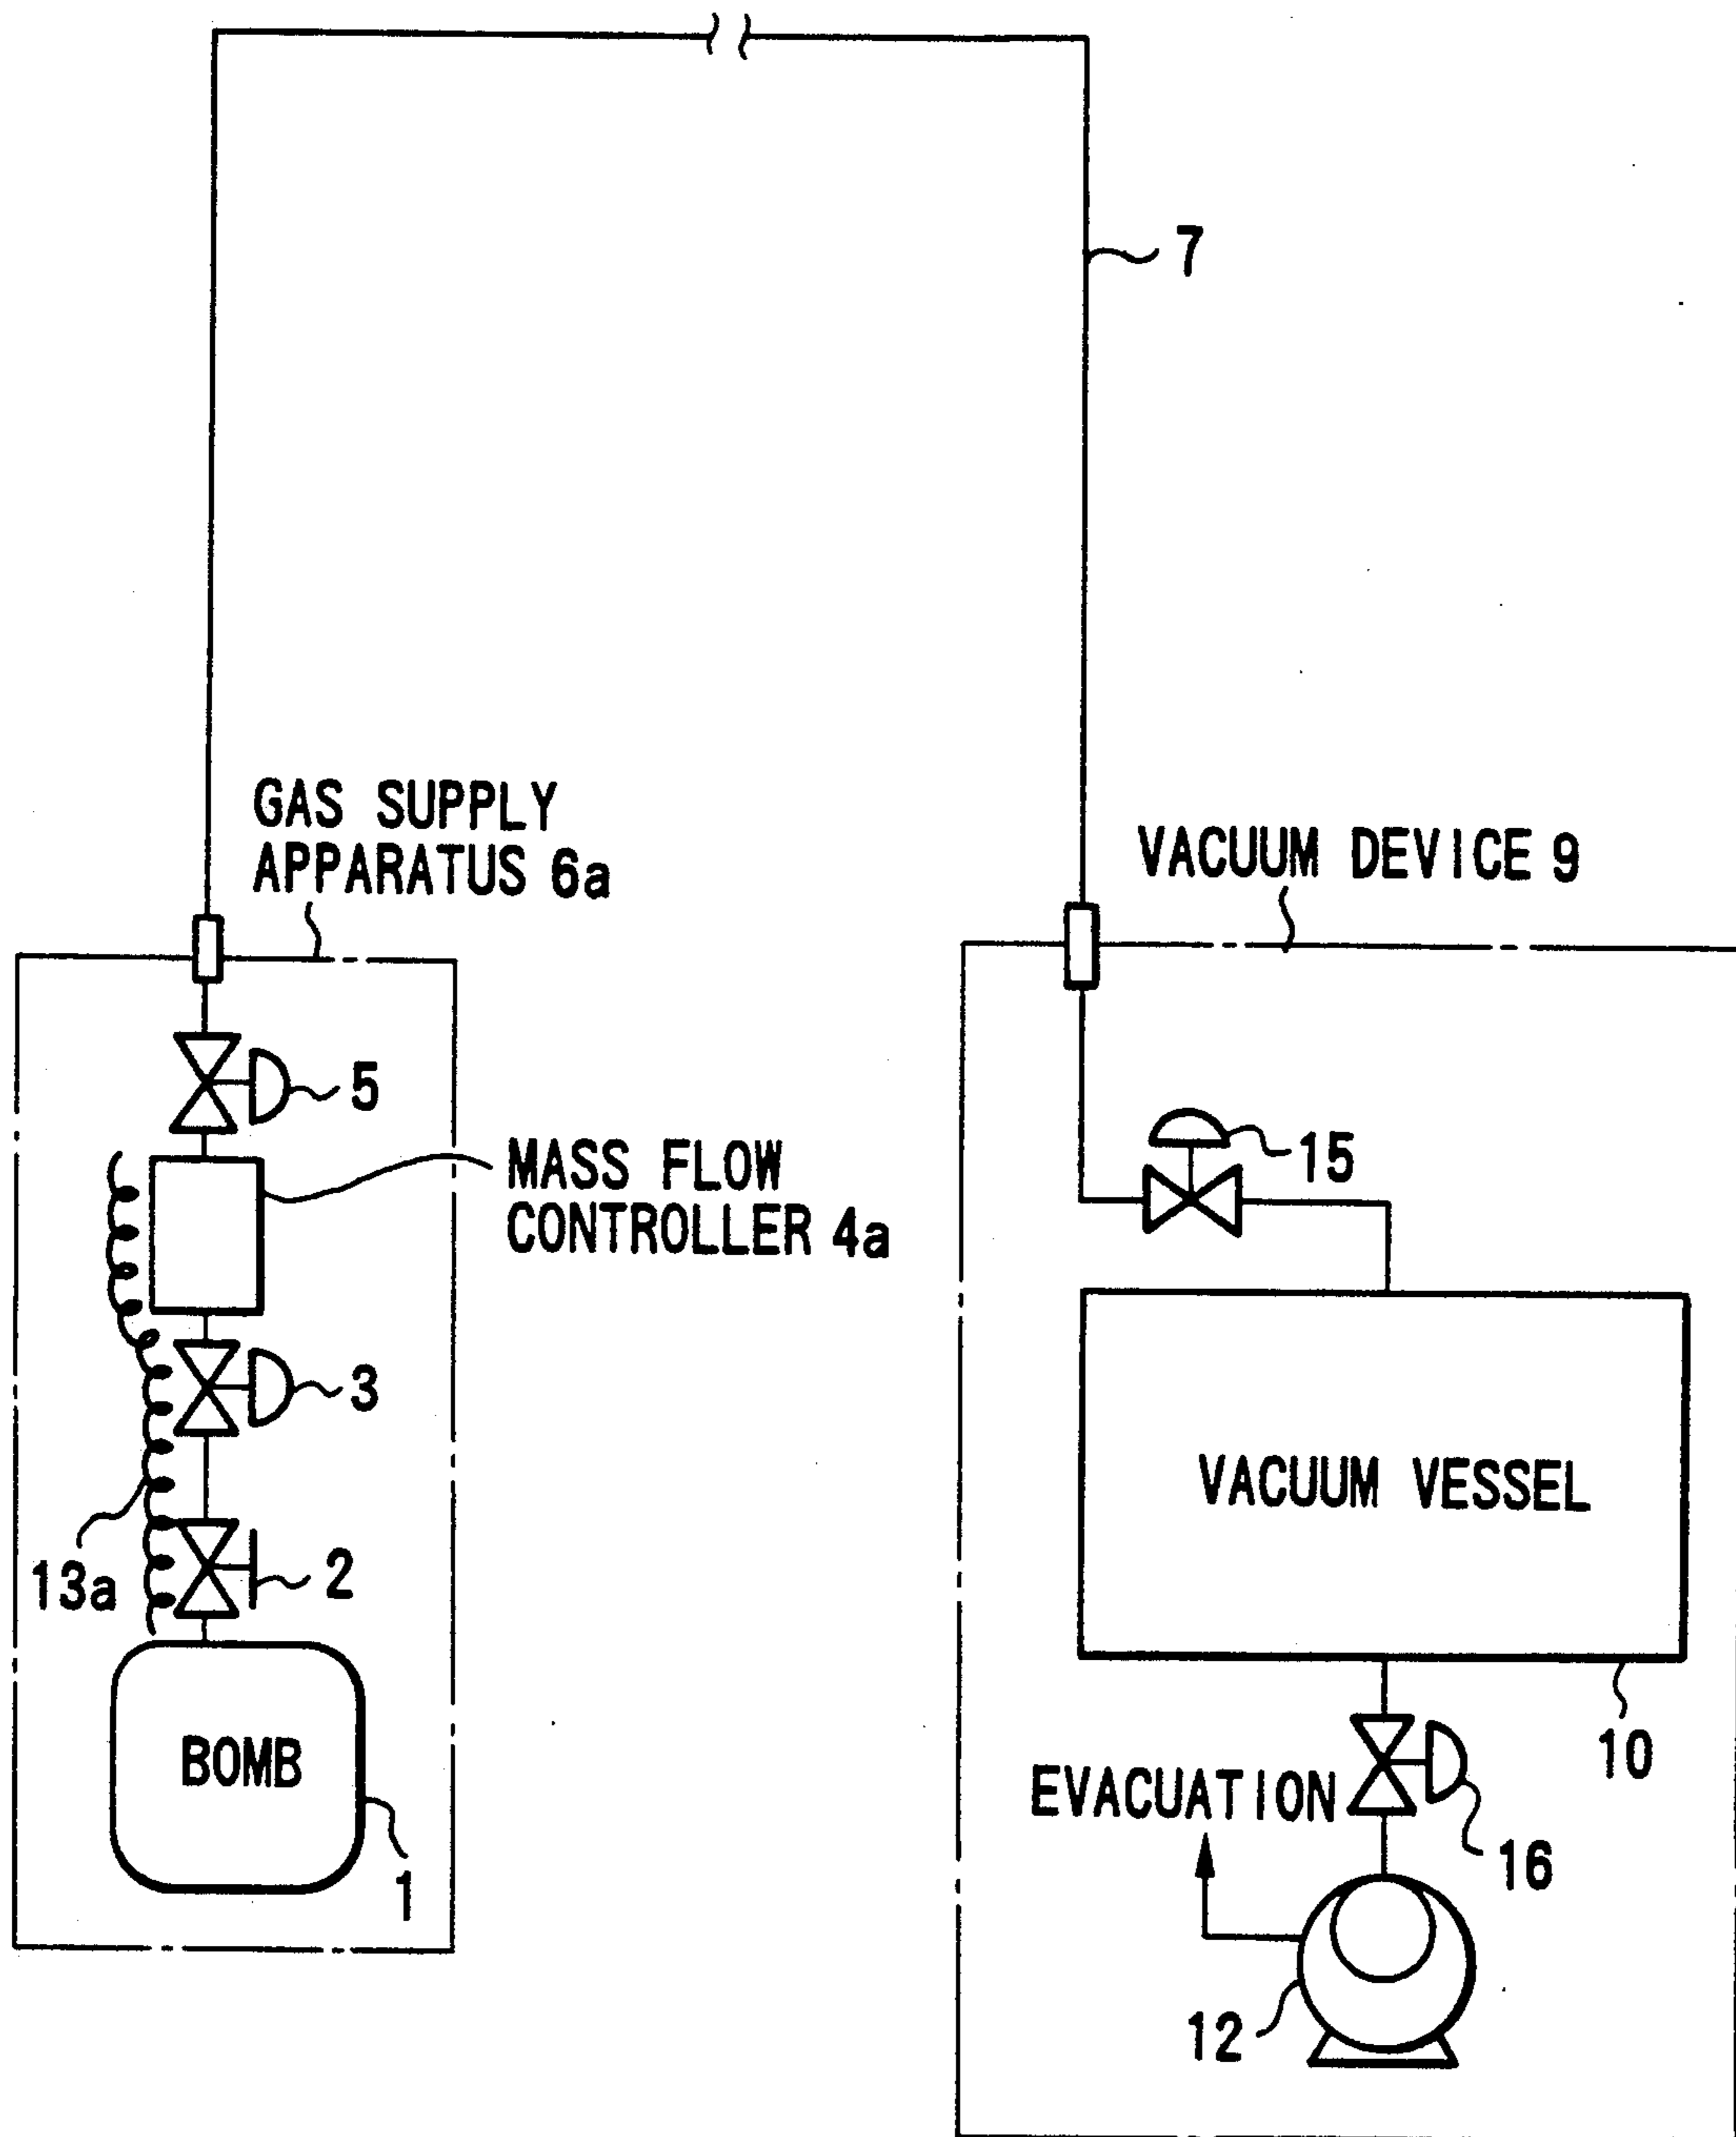 7
GAS SUPPLY
APPARATUS 6a
VACUUM DEVICE 9
5
MASS FLOW
CONTROLLER 4a
15
3
VACUUM VESSEL
13a
2
BOMB
10
EVACUATION
16
1
12